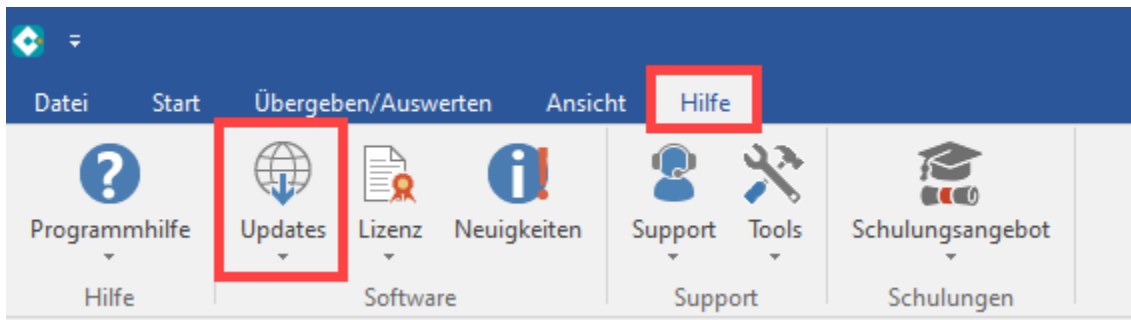 Datei Start Übergeben/Auswerten Ansicht Hilfe
Programmhilfe Updates Lizenz Neuigkeiten Support Tools Schulungsangebot
Hilfe Software Support Schulungen